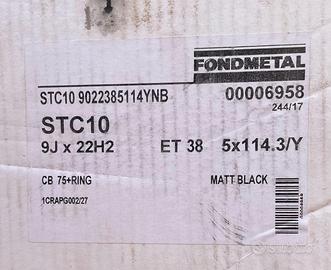 FONDMETAL
STC10 9022385114YNB 00006958
244/17
STC10
9J x 22H2 ET 38 5x114.3/Y
CB 75+RING MATT BLACK
1CRAPG002/27